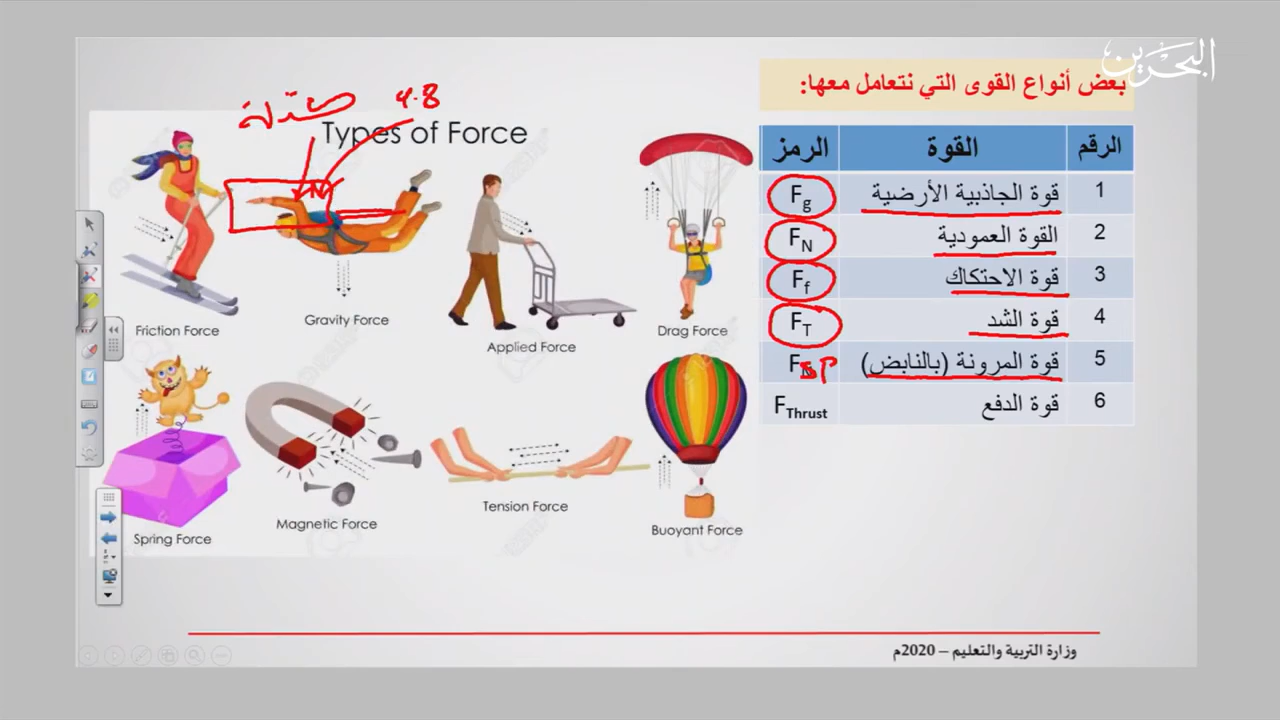 البحرين
بعض أنواع القوى التي نتعامل معها:
الرقم القوة الرمز
1 قوة الجاذبية الأرضية Fg
2 القوة العمودية FN
3 قوة الاحتكاك Ff
4 قوة الشد FT
5 قوة المرونة (بالنابض) Fsp
6 قوة الدفع FThrust
9.8
Types of Force
Friction Force
Gravity Force
Applied Force
Drag Force
Spring Force
Magnetic Force
Tension Force
Buoyant Force
وزارة التربية والتعليم – 2020م